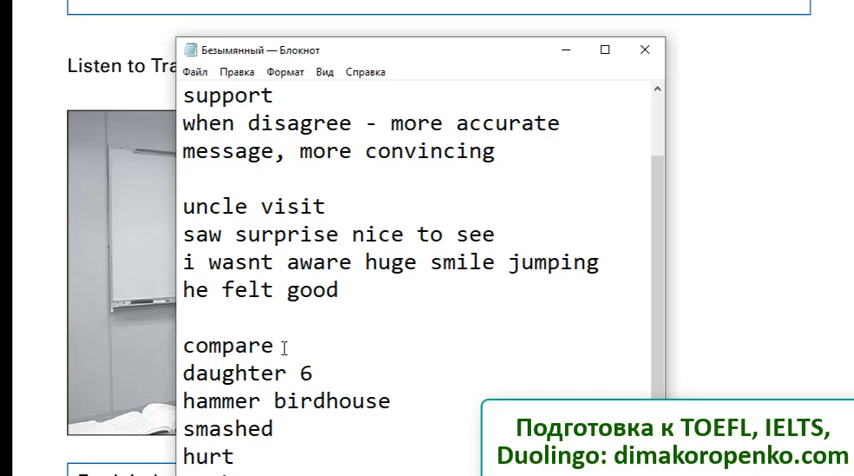 Listen to Tra
Безымянный — Блокнот
Файл Правка Формат Вид Справка
support
when disagree - more accurate
message, more convincing
uncle visit
saw surprise nice to see
i wasnt aware huge smile jumping
he felt good
compare
daughter 6
hammer birdhouse
smashed
hurt
Подготовка к TOEFL, IELTS,
Duolingo: dimakoropenko.com